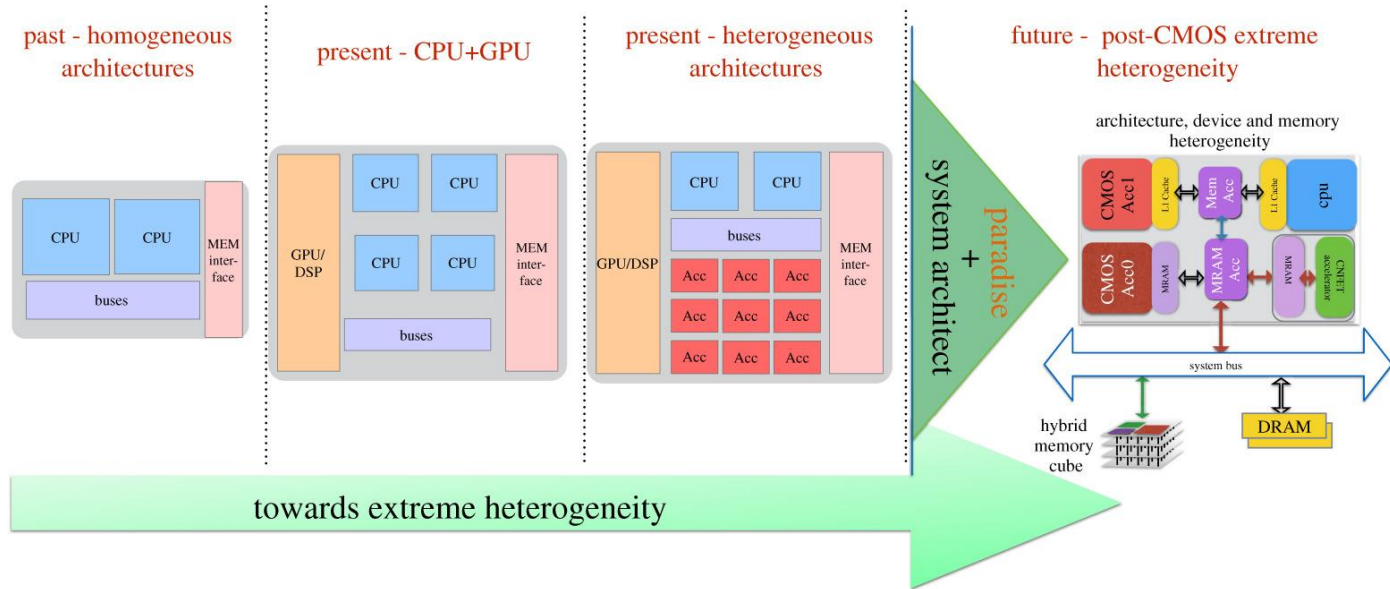 past - homogeneous
architectures
CPU
CPU
buses
MEM
inter-
face
present - CPU+GPU
GPU/
DSP
CPU
CPU
CPU
CPU
buses
MEM
inter-
face
present - heterogeneous
architectures
GPU/DSP
CPU
CPU
buses
Acc
Acc
Acc
Acc
Acc
Acc
Acc
Acc
Acc
MEM
inter-
face
system architect
+
paradise
future - post-CMOS extreme
heterogeneity
architecture, device and memory
heterogeneity
CMOS
Acc1
L1 Cache
Mem
Acc
L1 Cache
cpu
CMOS
Acc0
MRAM
MRAM
Acc
MRAM
CNFET
accelerator
system bus
hybrid
memory
cube
DRAM
towards extreme heterogeneity